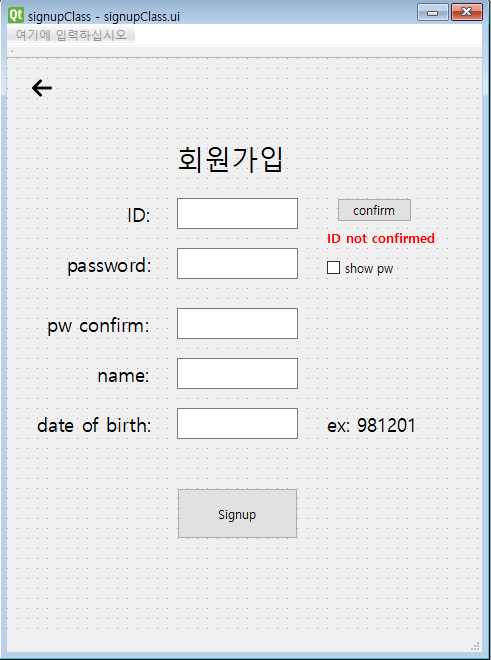 Qt signupClass - signupClass.ui
여기에 입력하십시오
회원가입
ID:
confirm
ID not confirmed
password:
show pw
pw confirm:
name:
date of birth:
ex: 981201
Signup